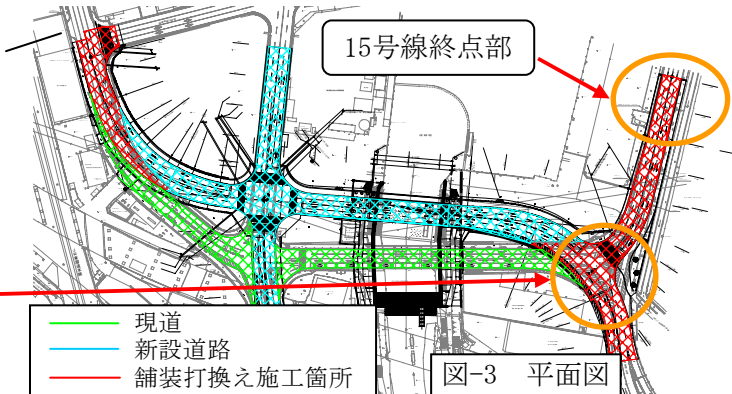 15号線終点部
現道
新設道路
舗装打換え施工箇所
図-3 平面図